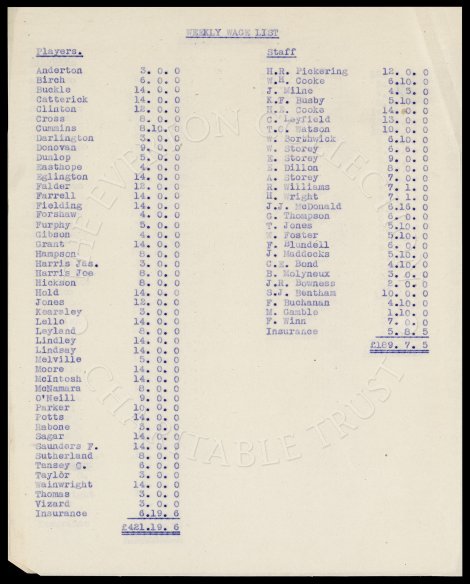 WEEKLY WAGE LIST
Players.
Anderton 3. 0. 0
Birch 6. 0. 0
Buckle 14. 0. 0
Catterick 14. 0. 0
Clinton 12. 0. 0
Cross 8. 0. 0
Cummins 8.10. 0
Darlington 3. 0. 0
Donovan 9. 0. 0
Dunlop 5. 0. 0
Easthope 4. 0. 0
Eglington 14. 0. 0
Falder 12. 0. 0
Farrell 14. 0. 0
Fielding 14. 0. 0
Forshaw 4. 0. 0
Furphy 5. 0. 0
Gibson 4. 0. 0
Grant 14. 0. 0
Hampson 8. 0. 0
Harris Jas. 3. 0. 0
Harris Joe 8. 0. 0
Hickson 8. 0. 0
Hold 14. 0. 0
Jones 12. 0. 0
Kearsley 3. 0. 0
Lello 14. 0. 0
Leyland 8. 0. 0
Lindley 14. 0. 0
Lindsay 14. 0. 0
Melville 5. 0. 0
Moore 14. 0. 0
McIntosh 14. 0. 0
McNamara 8. 0. 0
O'Neill 9. 0. 0
Parker 10. 0. 0
Potts 14. 0. 0
Rabone 3. 0. 0
Sagar 14. 0. 0
Saunders F. 14. 0. 0
Sutherland 8. 0. 0
Tansey G. 6. 0. 0
Taylor 3. 0. 0
Wainwright 14. 0. 0
Thomas 3. 0. 0
Vizard 3. 0. 0
Insurance 6.19. 6
£421.19. 6
Staff
H.R. Pickering 12. 0. 0
W.H. Cooke 6.10. 0
J. Milne 4. 5. 0
E.F. Busby 5.10. 0
H.E. Cooke 14. 0. 0
C. Leyfield 13. 0. 0
T.G. Watson 10. 0. 0
W. Borthwick 6.10. 0
W. Storey 6. 6. 0
E. Storey 9. 0. 0
H. Dillon 8. 0. 0
A. Storey 7. 0. 0
R. Williams 7. 1. 0
H. Wright 7. 1. 0
J.J. McDonald 6.16. 0
G. Thompson 6. 0. 0
T. Jones 5.10. 0
W. Foster 5.10. 0
F. Blundell 6. 0. 0
J. Maddocks 5.10. 0
C.E. Bond 4.10. 0
B. Molyneux 3. 0. 0
J.R. Bowness 2. 0. 0
S.J. Bentham 10. 0. 0
F. Buchanan 4.10. 0
M. Gamble 1.10. 0
F. Winn 7. 0. 0
Insurance 5. 8. 5
£189. 7. 5
THE EVERTON COLLECTION
CHARITABLE TRUST